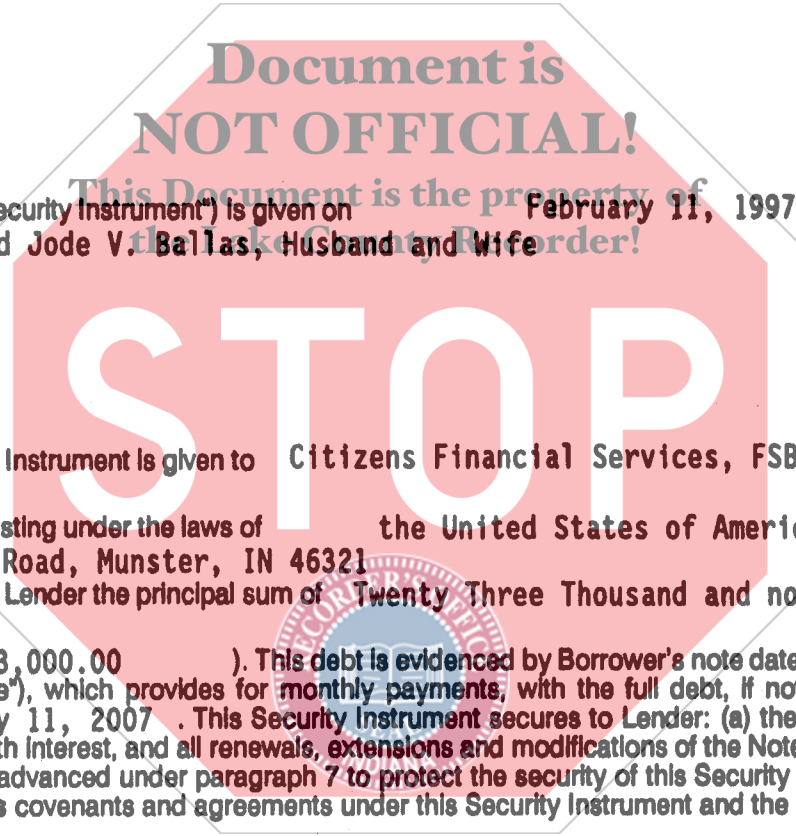 Document is
NOT OFFICIAL!
This Document is the property of
the Lake County Recorder!
ecurity Instrument") is given on February 11, 1997
d Jode V. Ballas, Husband and Wife
STOP
Instrument is given to Citizens Financial Services, FSB
sting under the laws of the United States of Americ
Road, Munster, IN 46321
Lender the principal sum of Twenty Three Thousand and no
3,000.00 ). This debt is evidenced by Borrower's note date
e"), which provides for monthly payments, with the full debt, if not
y 11, 2007 . This Security Instrument secures to Lender: (a) the
th interest, and all renewals, extensions and modifications of the Note
advanced under paragraph 7 to protect the security of this Security
s covenants and agreements under this Security Instrument and the
RECORDER'S OFFICE
SEAL
INDIANA